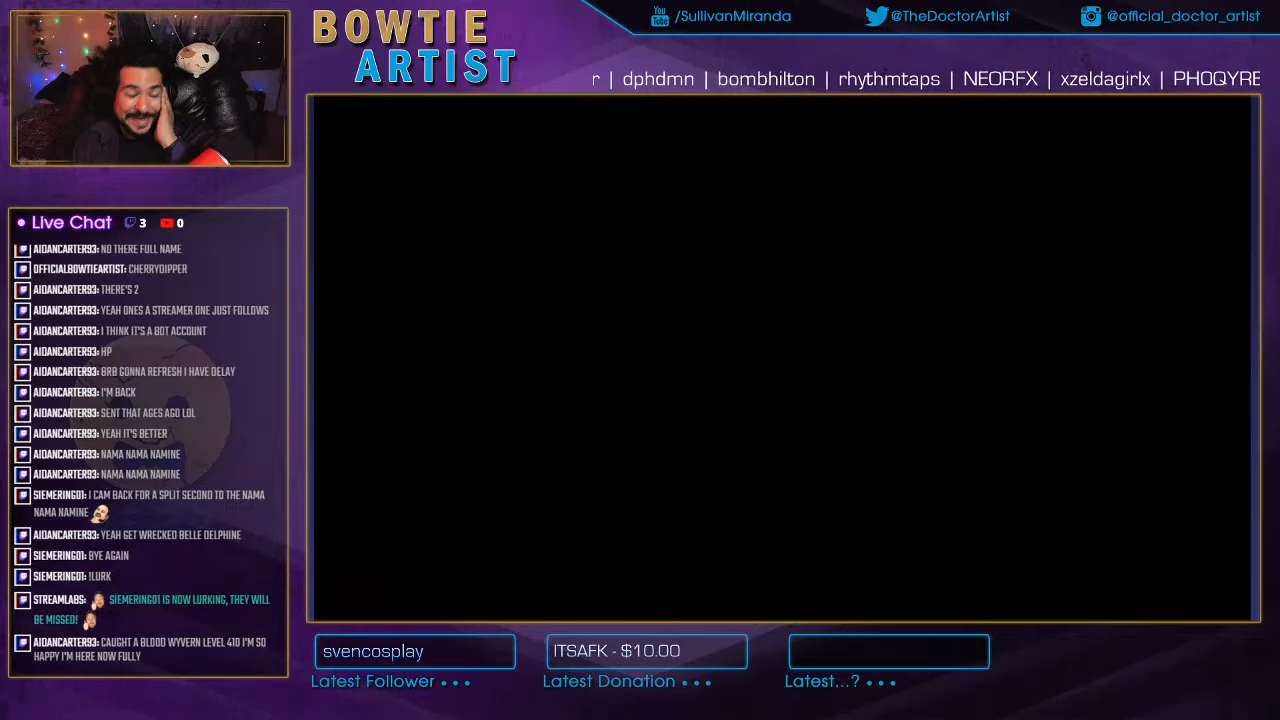 BOWTIE
ARTIST
You
Tube
/SullivanMiranda
@TheDoctorArtist
@official_doctor_artist
r | dphdmn | bombhilton | rhythmtaps | NEORFX | xzeldagirlx | PHOQYRE
Live Chat 3 0
AIDANCARTER93: NO THERE FULL NAME
OFFICIALBOWTIEARTIST: CHERRYDIPPER
AIDANCARTER93: THERE'S 2
AIDANCARTER93: YEAH ONES A STREAMER ONE JUST FOLLOWS
AIDANCARTER93: I THINK IT'S A BOT ACCOUNT
AIDANCARTER93: HP
AIDANCARTER93: BRB GONNA REFRESH I HAVE DELAY
AIDANCARTER93: I'M BACK
AIDANCARTER93: SENT THAT AGES AGO LOL
AIDANCARTER93: YEAH IT'S BETTER
AIDANCARTER93: NAMA NAMA NAMINE
AIDANCARTER93: NAMA NAMA NAMINE
SIEMERING01: I CAM BACK FOR A SPLIT SECOND TO THE NAMA
NAMA NAMINE
AIDANCARTER93: YEAH GET WRECKED BELLE DELPHINE
SIEMERING01: BYE AGAIN
SIEMERING01: !LURK
STREAMLABS: SIEMERING01 IS NOW LURKING, THEY WILL
BE MISSED!
AIDANCARTER93: CAUGHT A BLOOD WYVERN LEVEL 410 I'M SO
HAPPY I'M HERE NOW FULLY
svencosplay
Latest Follower •••
ITSAFK - $10.00
Latest Donation •••
Latest...? •••